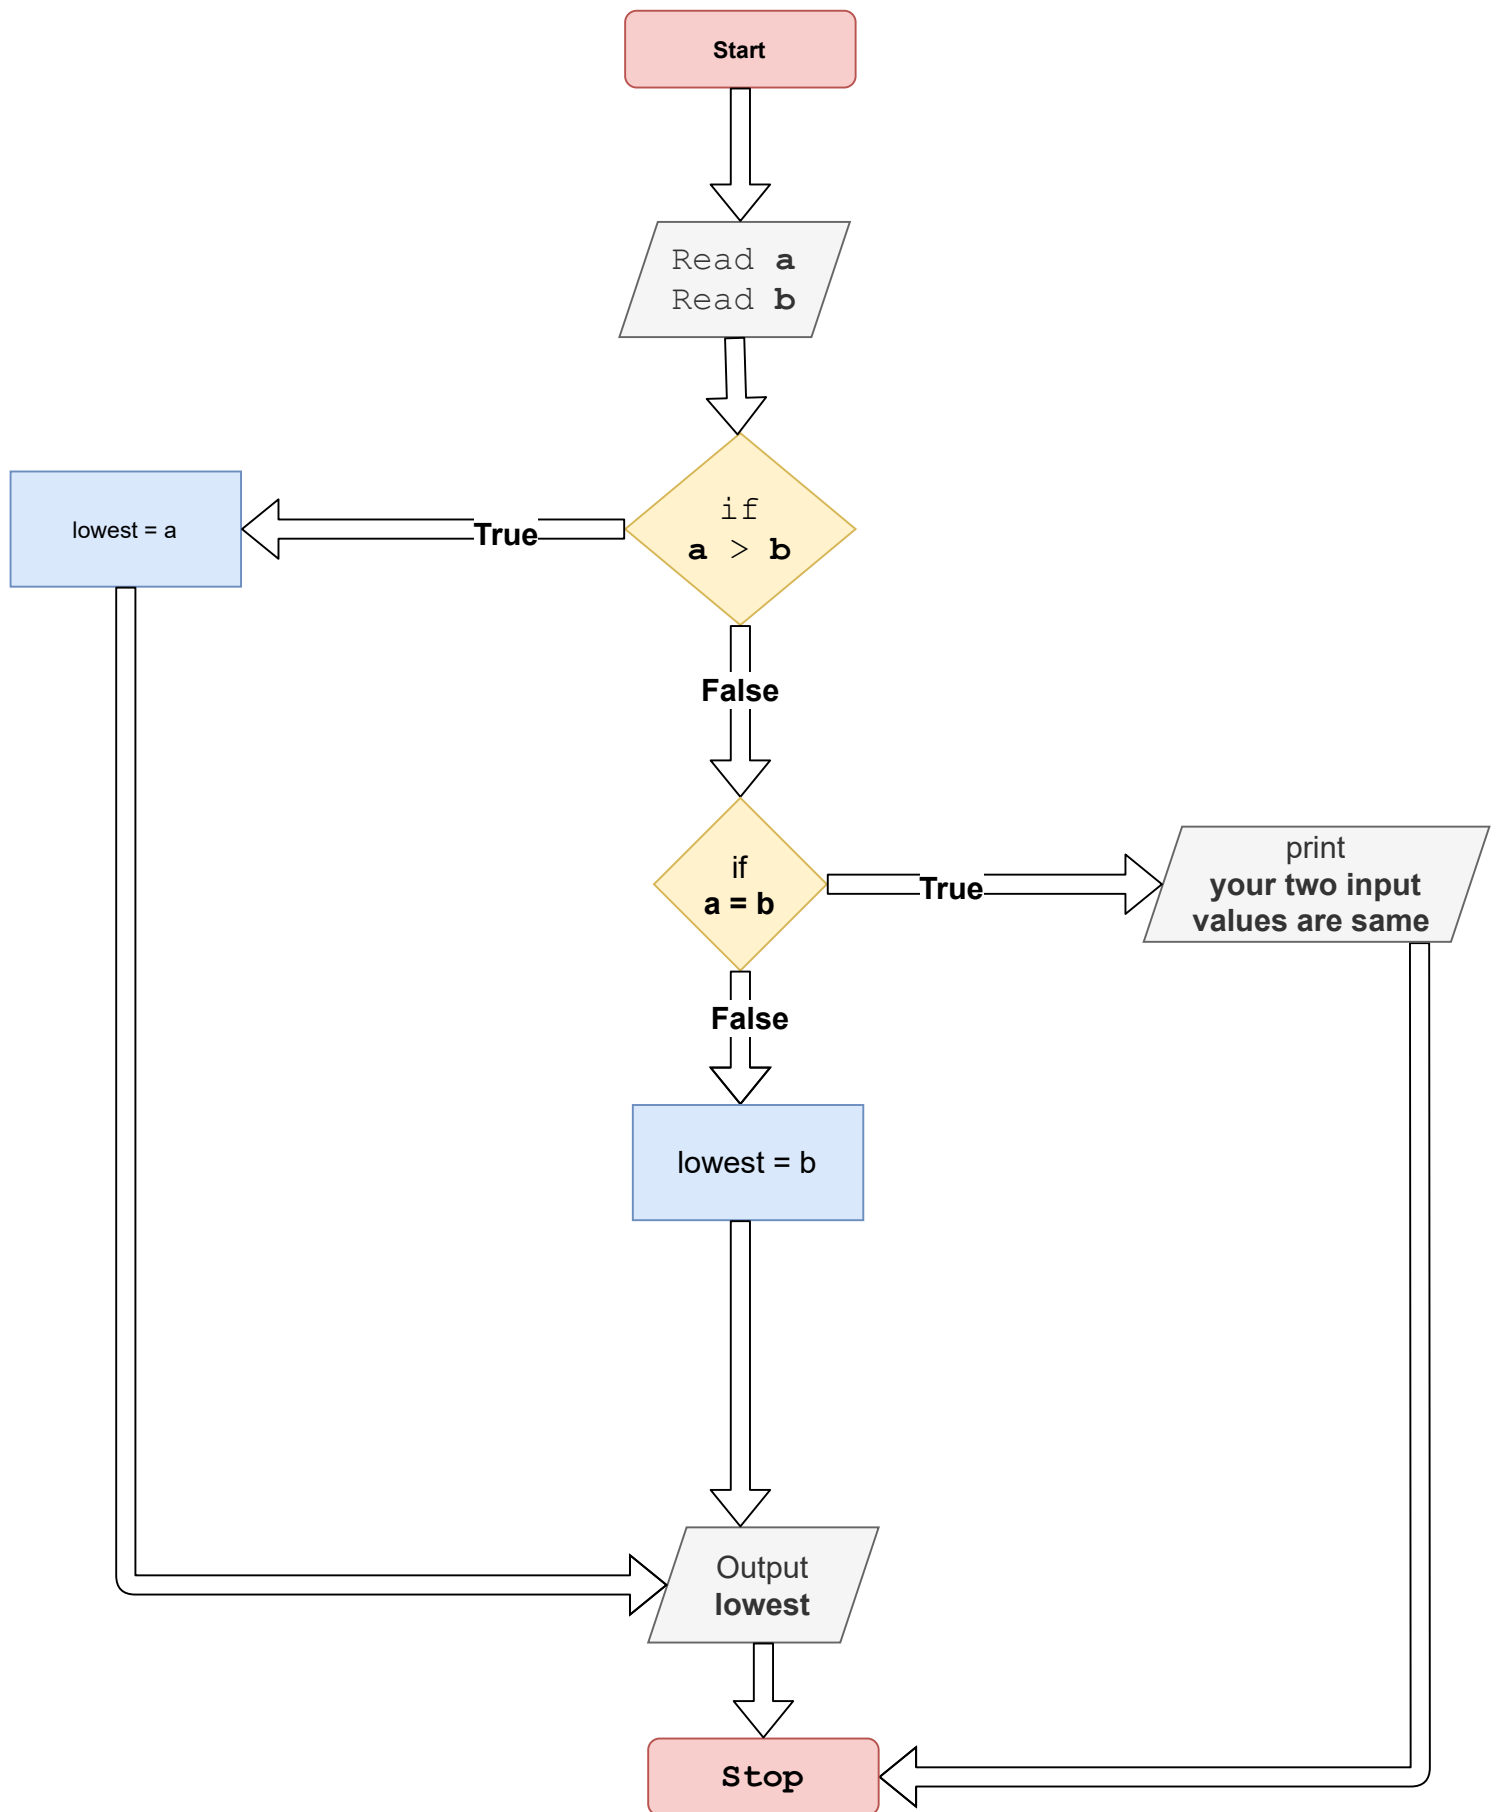 Start
Read a
Read b
if
a > b
True
lowest = a
False
if
a = b
True
print
your two input
values are same
False
lowest = b
Output
lowest
Stop